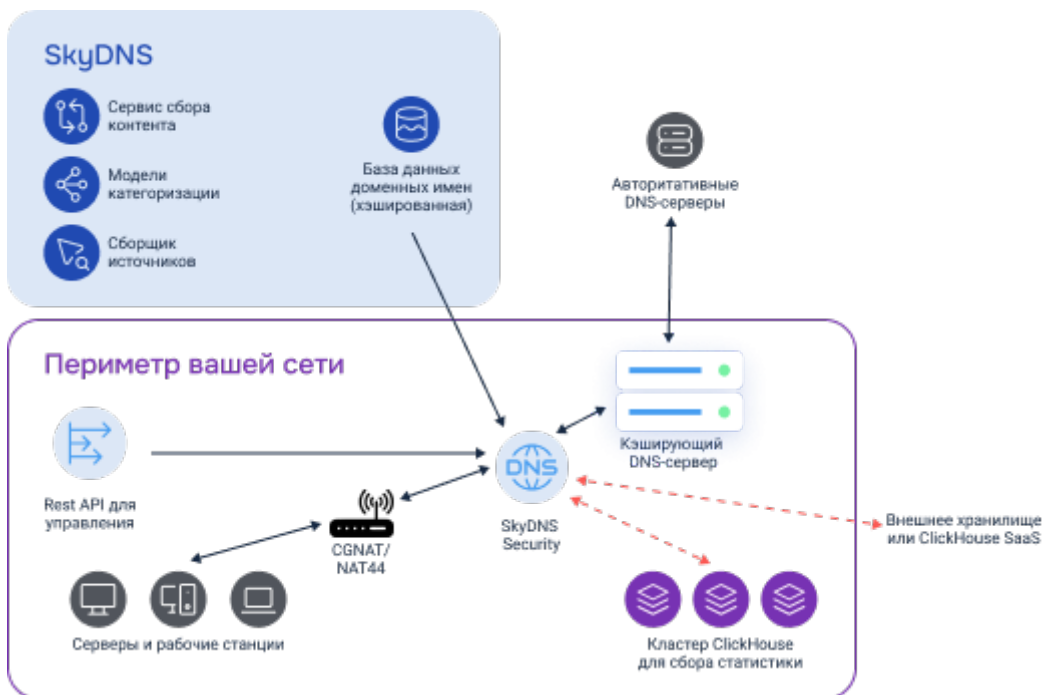 SkyDNS
Сервис сбора
контента
Модели
категоризации
Сборщик
источников
База данных
доменных имен
(хэшированная)
Авторитативные
DNS-серверы
Периметр вашей сети
Rest API для
управления
CGNAT/
NAT44
Серверы и рабочие станции
DNS
SkyDNS
Security
Кэширующий
DNS-сервер
Внешнее хранилище
или ClickHouse SaaS
Кластер ClickHouse
для сбора статистики